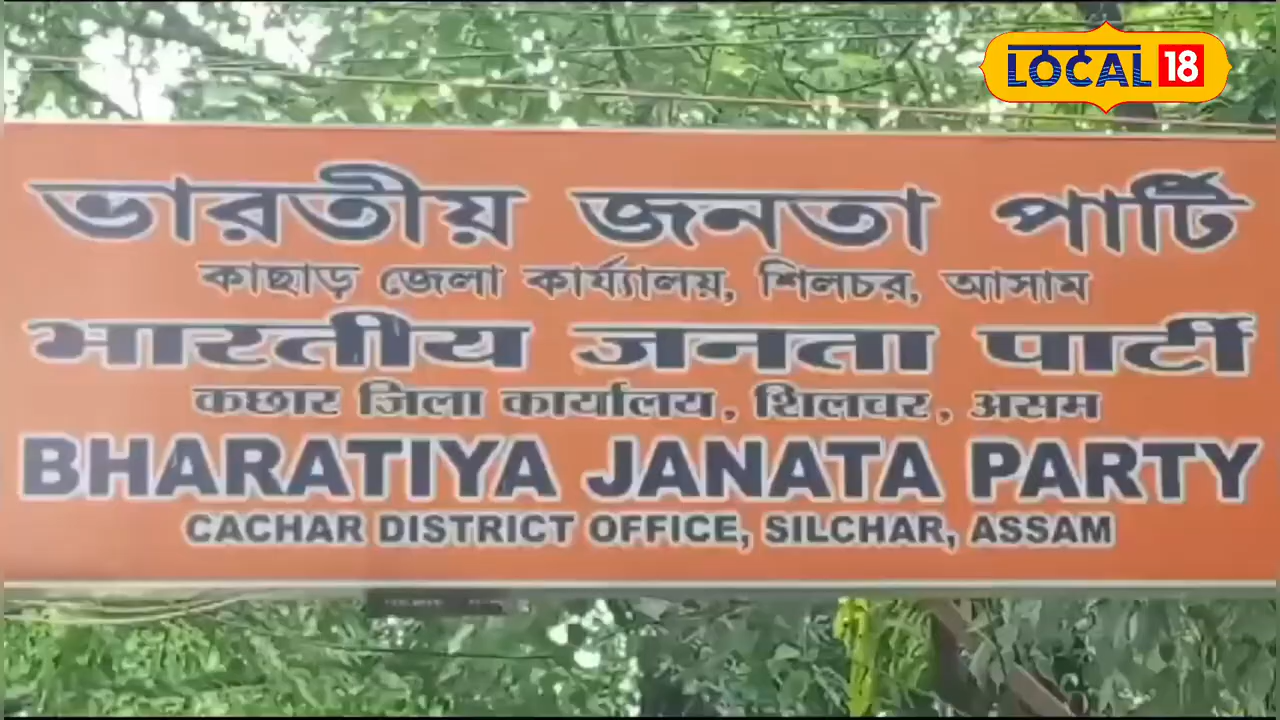 LOCAL 18
ভারতীয় জনতা পার্টি
কাছাড় জেলা কার্য্যালয়, শিলচর, আসাম
भारतीय जनता पार्टी
कछार जिला कार्यालय, शिलचर, असम
BHARATIYA JANATA PARTY
CACHAR DISTRICT OFFICE, SILCHAR, ASSAM